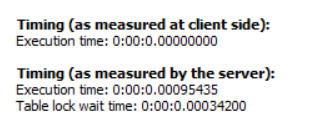 Timing (as measured at client side):
Execution time: 0:00:0.00000000
Timing (as measured by the server):
Execution time: 0:00:0.00095435
Table lock wait time: 0:00:0.00034200